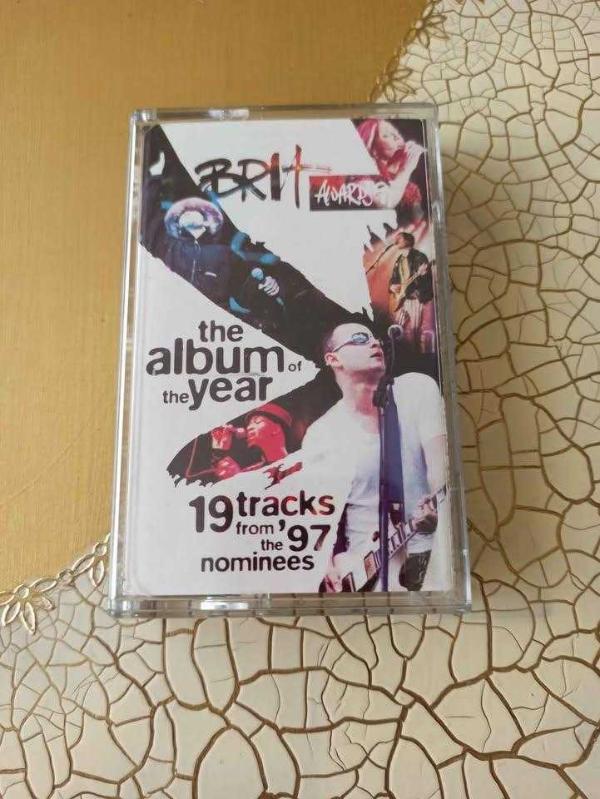 BRIT
AWARDS
the
album of
the year
19 tracks
from '97
the
nominees